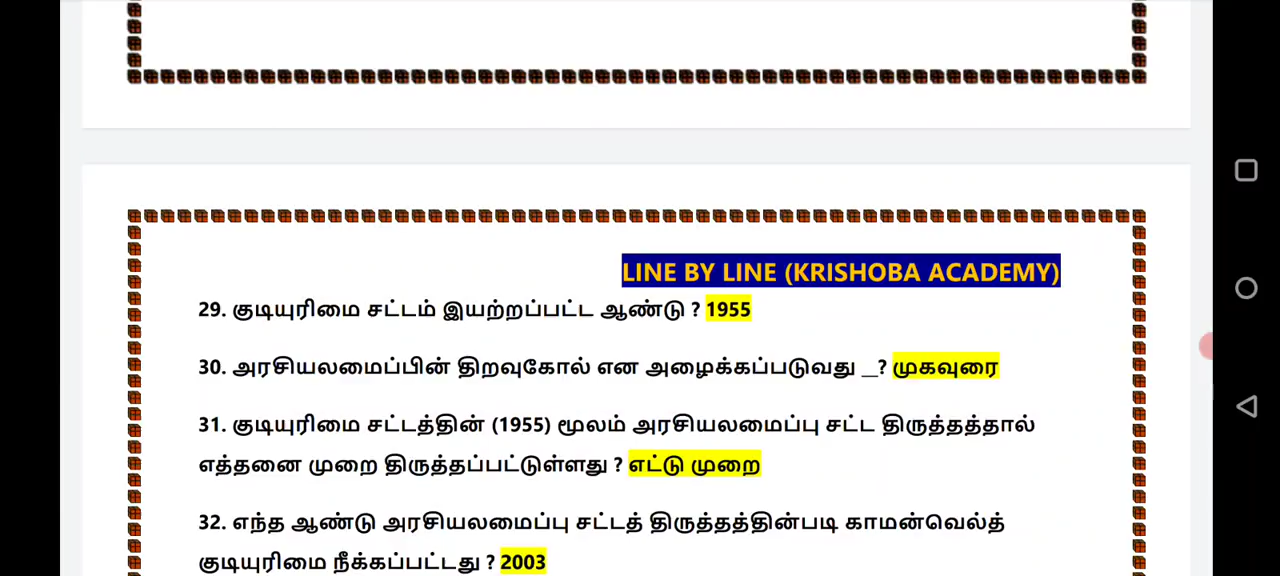 LINE BY LINE (KRISHOBA ACADEMY)
29. குடியுரிமை சட்டம் இயற்றப்பட்ட ஆண்டு ? 1955
30. அரசியலமைப்பின் திறவுகோல் என அழைக்கப்படுவது __? முகவுரை
31. குடியுரிமை சட்டத்தின் (1955) மூலம் அரசியலமைப்பு சட்ட திருத்தத்தால்
எத்தனை முறை திருத்தப்பட்டுள்ளது ? எட்டு முறை
32. எந்த ஆண்டு அரசியலமைப்பு சட்டத் திருத்தத்தின்படி காமன்வெல்த்
குடியுரிமை நீக்கப்பட்டது ? 2003